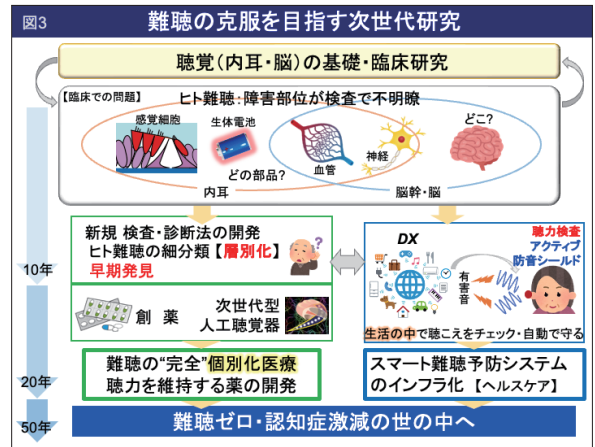 図3
難聴の克服を目指す次世代研究
聴覚(内耳・脳)の基礎・臨床研究
【臨床での問題】
ヒト難聴:障害部位が検査で不明瞭
感覚細胞
生体電池
どの部品?
内耳
血管
神経
どこ?
脳幹・脳
10年
20年
50年
新規 検査・診断法の開発
ヒト難聴の細分類【層別化】
早期発見
?
創 薬
次世代型
人工聴覚器
DX
有害音
聴力検査
アクティブ
防音シールド
生活の中で聴こえをチェック・自動で守る
難聴の“完全”個別化医療
聴力を維持する薬の開発
スマート難聴予防システム
のインフラ化 【ヘルスケア】
難聴ゼロ・認知症激減の世の中へ